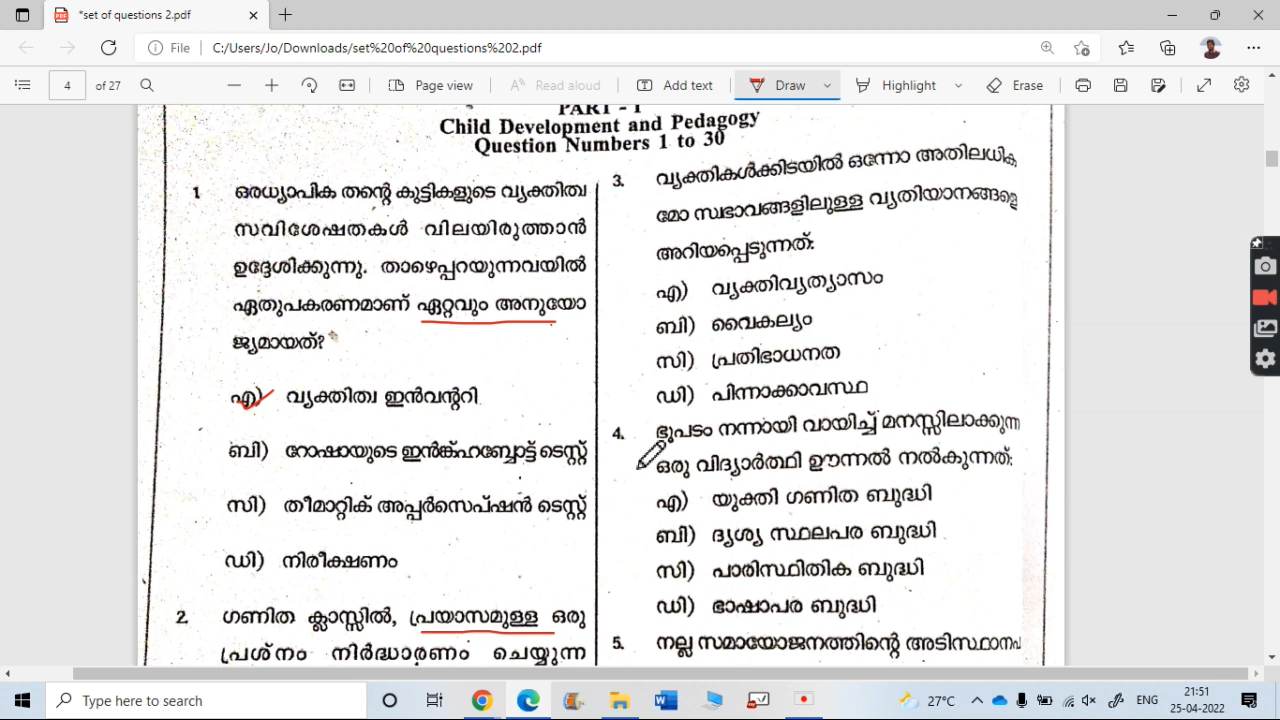 *set of questions 2.pdf
File
C:/Users/Jo/Downloads/set%20of%20questions%202.pdf
4 of 27
Page view
Read aloud
Add text
Draw
Highlight
Erase
PART - I
Child Development and Pedagogy
Question Numbers 1 to 30
1 ഒരധ്യാപിക തന്റെ കുട്ടികളുടെ വ്യക്തിത്വ
സവിശേഷതകൾ വിലയിരുത്താൻ
ഉദ്ദേശിക്കുന്നു. താഴെപ്പറയുന്നവയിൽ
ഏതുപകരണമാണ് ഏറ്റവും അനുയോ
ജ്യമായത്?
എ) വ്യക്തിത്വ ഇൻവന്ററി
ബി) റോഷായുടെ ഇൻങ്ക്ഹബ്ബോട്ട് ടെസ്റ്റ്
സി) തീമാറ്റിക് അപ്പർസെപ്ഷൻ ടെസ്റ്റ്
ഡി) നിരീക്ഷണം
2. ഗണിത ക്ലാസ്സിൽ, പ്രയാസമുള്ള ഒരു
പ്രശ്നം നിർദ്ധാരണം ചെയ്യുന്ന
3. വ്യക്തികൾക്കിടയിൽ ഒന്നോ അതിലധിക
മോ സ്വഭാവങ്ങളിലുള്ള വ്യതിയാനങ്ങളെ
അറിയപ്പെടുന്നത്:
എ) വ്യക്തിവ്യത്യാസം
ബി) വൈകല്യം
സി) പ്രതിഭാധനത
ഡി) പിന്നാക്കാവസ്ഥ
4. ഭൂപടം നന്നായി വായിച്ച് മനസ്സിലാക്കുന്ന
ഒരു വിദ്യാർത്ഥി ഊന്നൽ നൽകുന്നത്:
എ) യുക്തി ഗണിത ബുദ്ധി
ബി) ദൃശ്യ സ്ഥലപര ബുദ്ധി
സി) പാരിസ്ഥിതിക ബുദ്ധി
ഡി) ഭാഷാപര ബുദ്ധി
5. നല്ല സമായോജനത്തിന്റെ അടിസ്ഥാനപ
Type here to search
27°C
ENG
21:51
25-04-2022